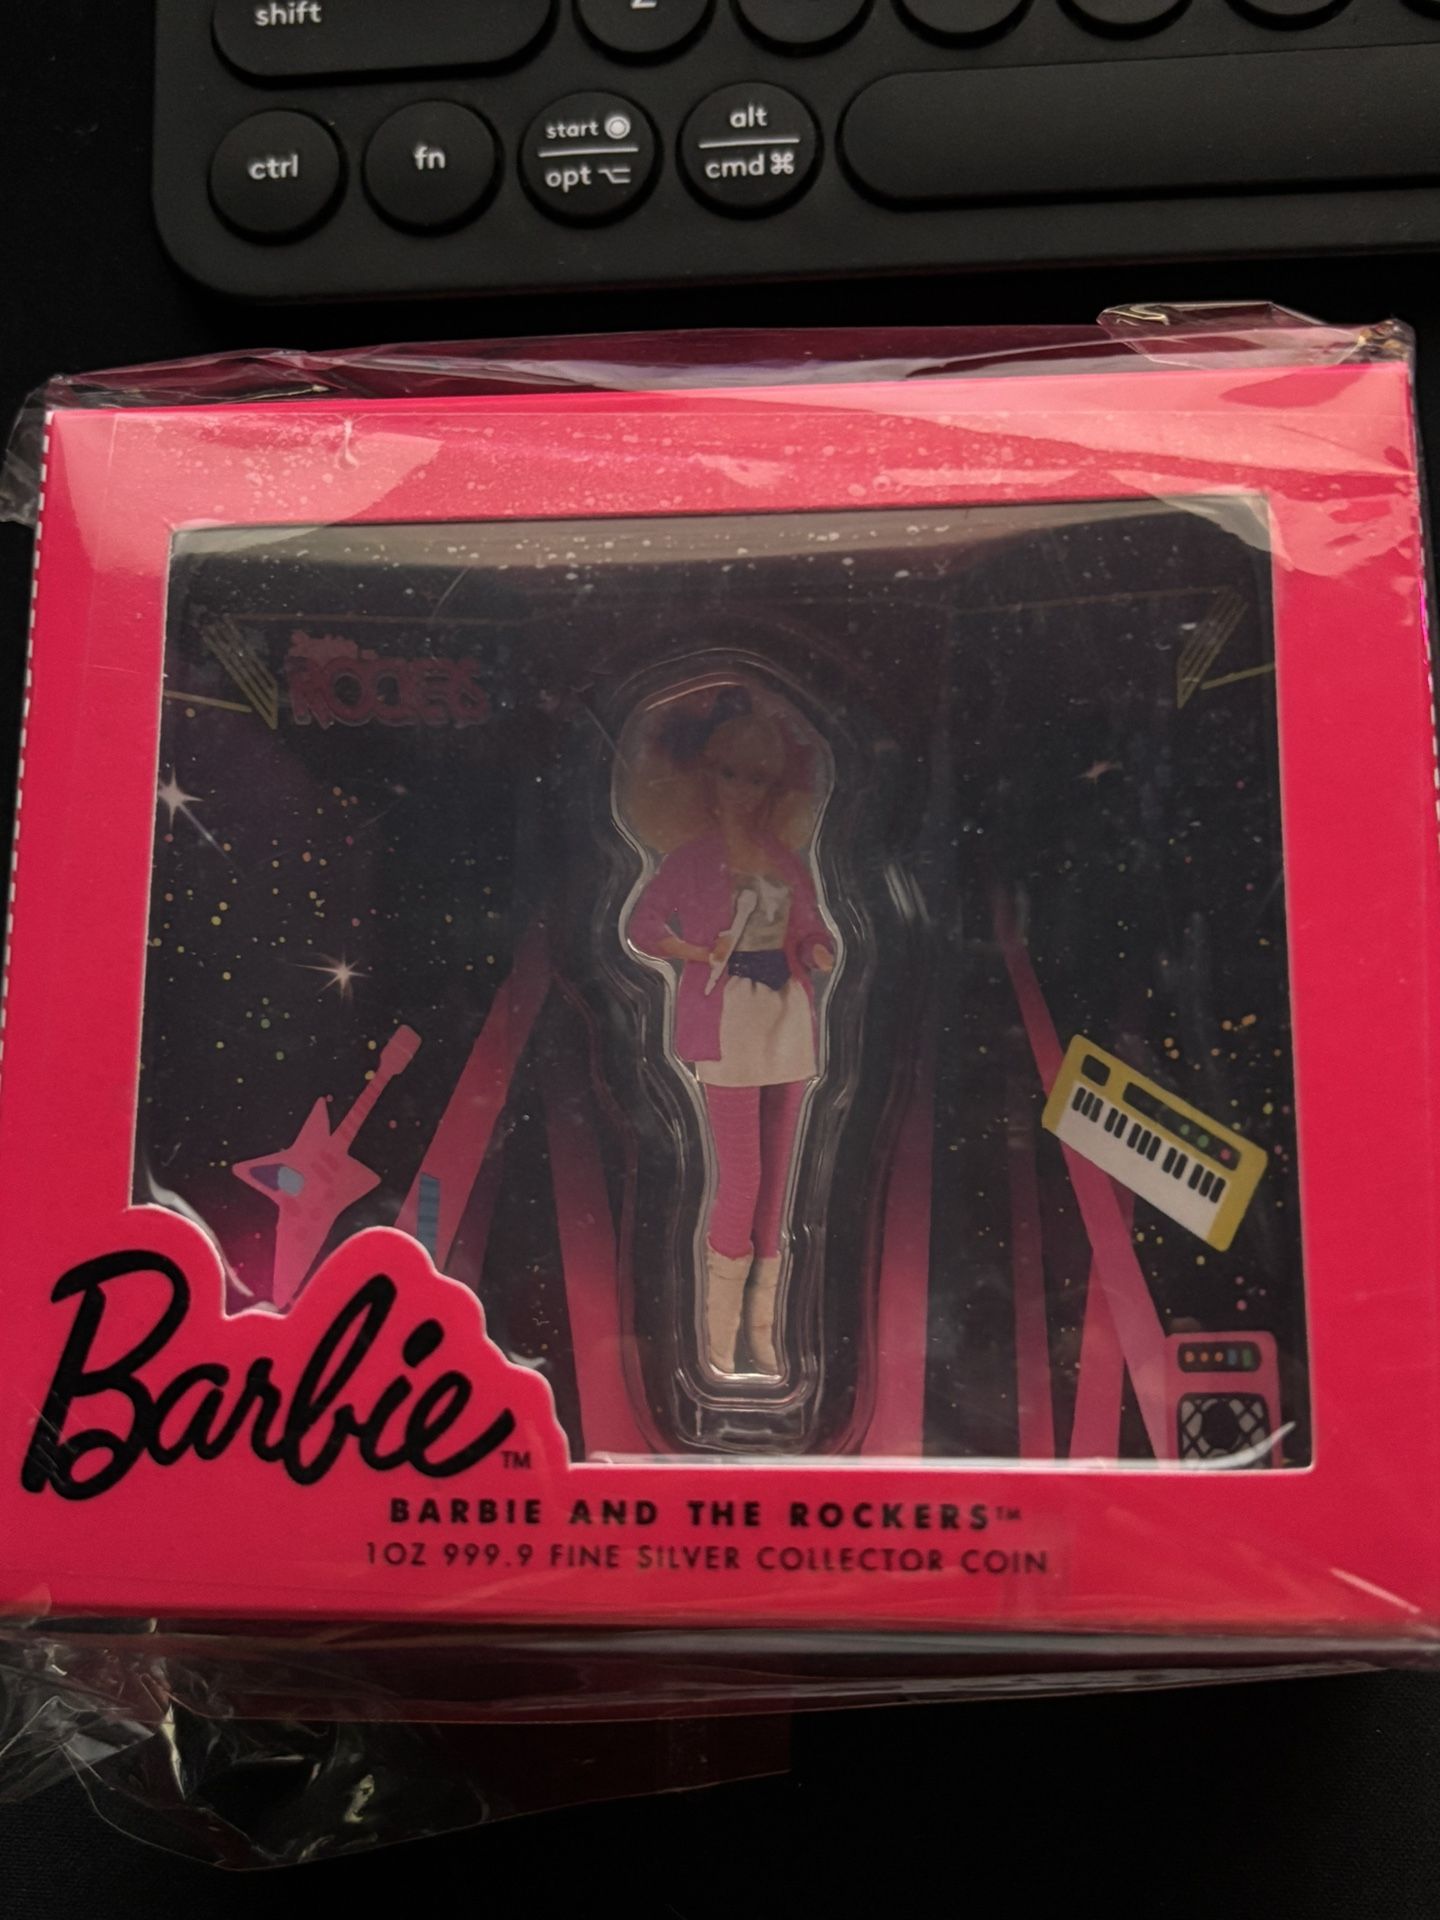 shift
Z
ctrl
fn
start
opt ⌥
alt
cmd ⌘
Barbie
ROCKERS
Barbie™
BARBIE AND THE ROCKERS™
1OZ 999.9 FINE SILVER COLLECTOR COIN